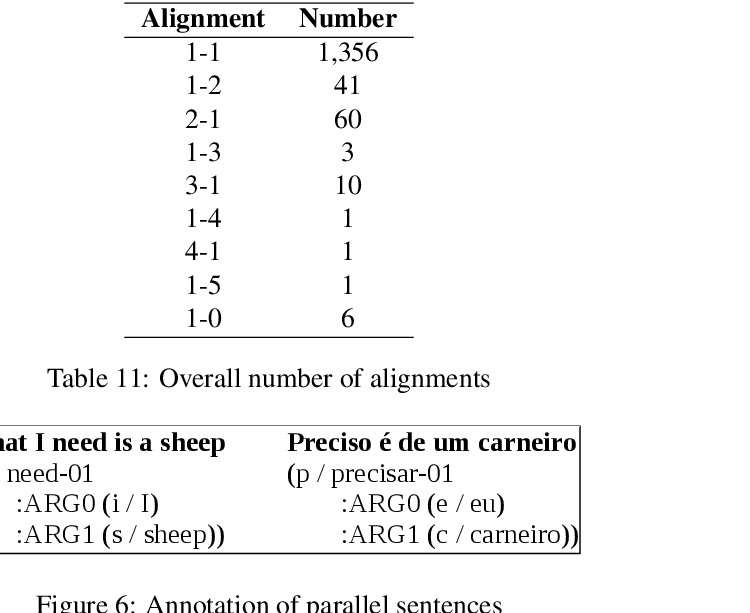 Alignment Number
1-1 1,356
1-2 41
2-1 60
1-3 3
3-1 10
1-4 1
4-1 1
1-5 1
1-0 6
Table 11: Overall number of alignments
I need is a sheep Preciso é de um carneiro
need-01 (p / precisar-01
:ARG0 (i / I) :ARG0 (e / eu)
:ARG1 (s / sheep)) :ARG1 (c / carneiro))
Figure 6: Annotation of parallel sentences